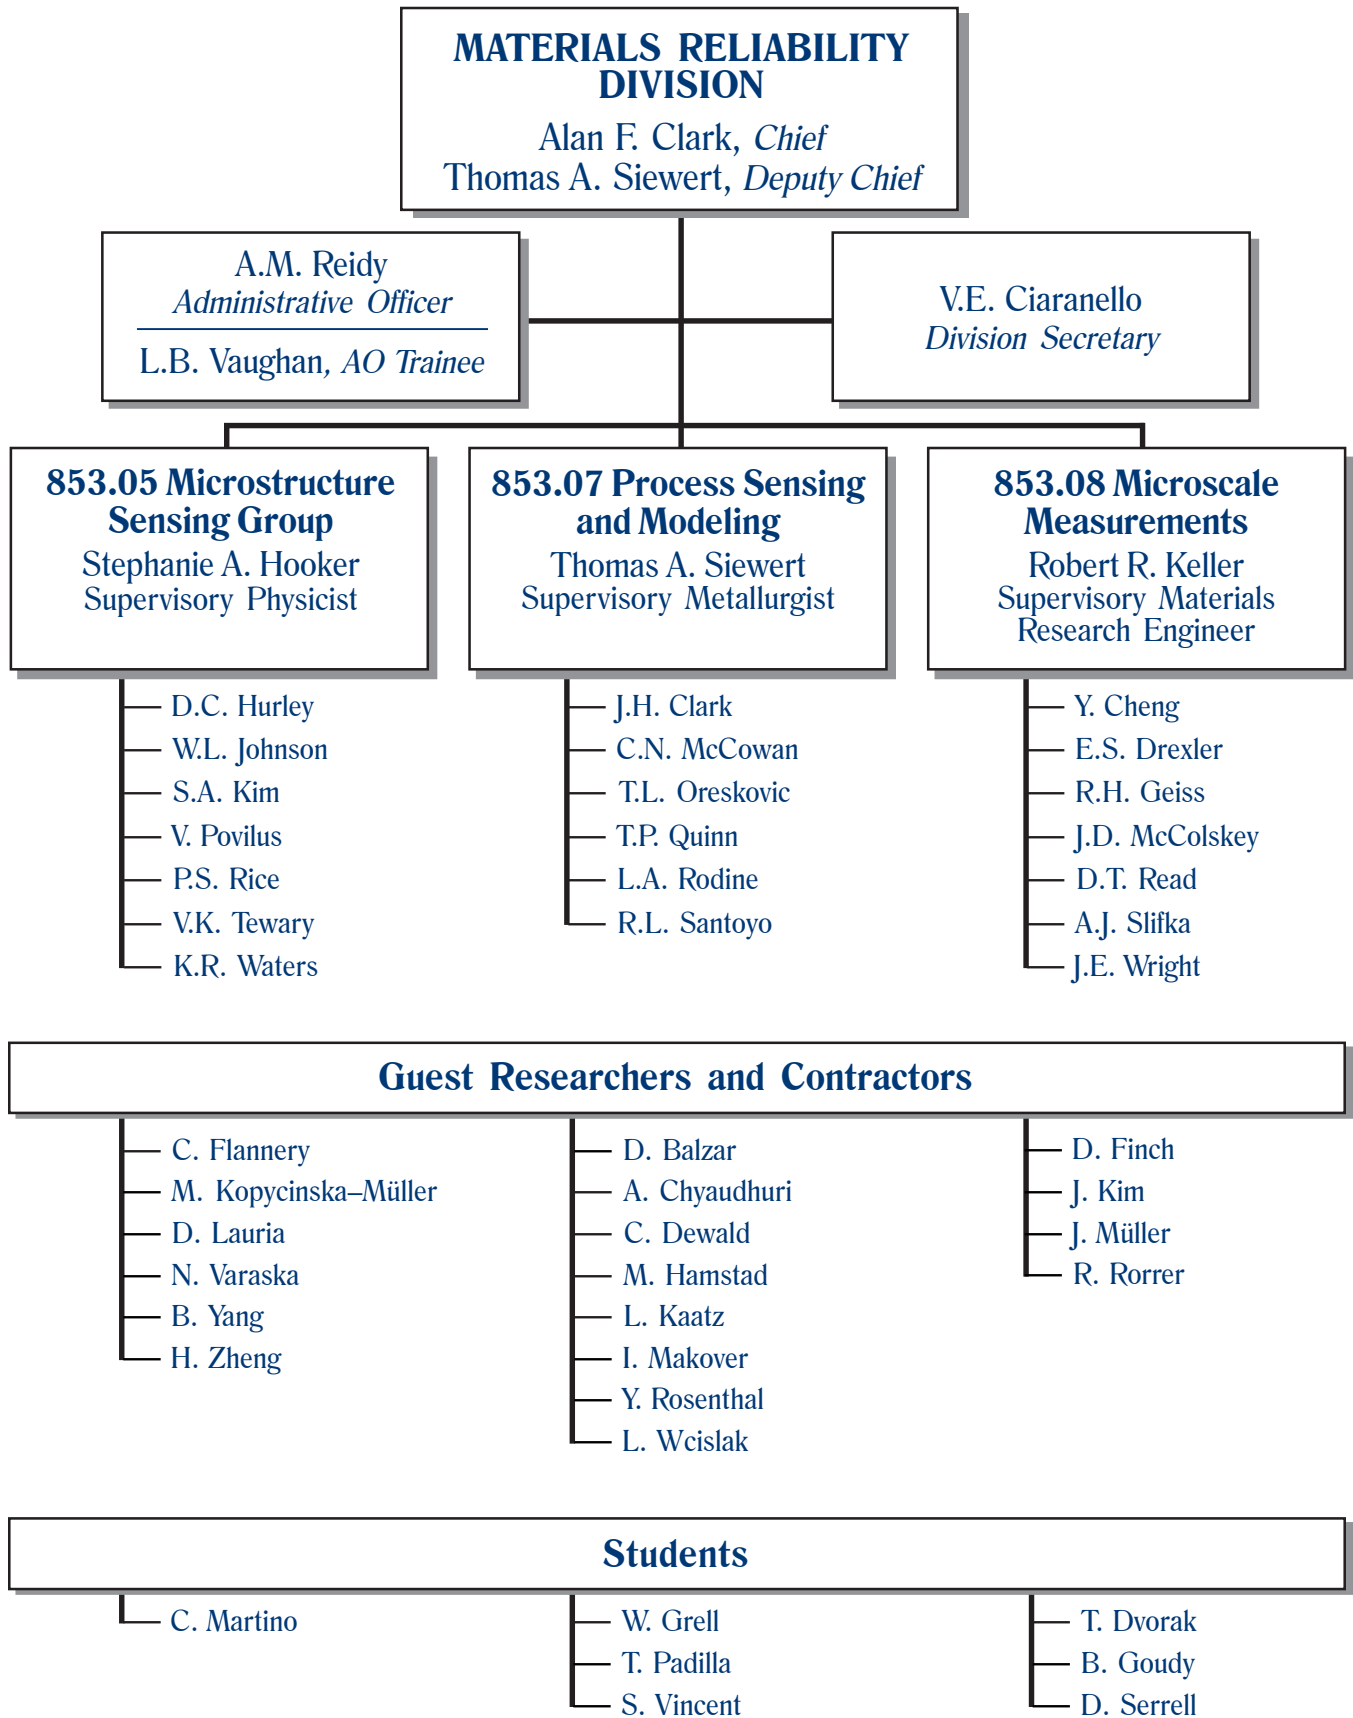 MATERIALS RELIABILITY
DIVISION
Alan F. Clark, Chief
Thomas A. Siewert, Deputy Chief
A.M. Reidy
Administrative Officer
L.B. Vaughan, AO Trainee
V.E. Ciaranello
Division Secretary
853.05 Microstructure
Sensing Group
Stephanie A. Hooker
Supervisory Physicist
853.07 Process Sensing
and Modeling
Thomas A. Siewert
Supervisory Metallurgist
853.08 Microscale
Measurements
Robert R. Keller
Supervisory Materials
Research Engineer
D.C. Hurley
W.L. Johnson
S.A. Kim
V. Povilus
P.S. Rice
V.K. Tewary
K.R. Waters
J.H. Clark
C.N. McCowan
T.L. Oreskovic
T.P. Quinn
L.A. Rodine
R.L. Santoyo
Y. Cheng
E.S. Drexler
R.H. Geiss
J.D. McColskey
D.T. Read
A.J. Slifka
J.E. Wright
Guest Researchers and Contractors
C. Flannery
M. Kopycinska–Müller
D. Lauria
N. Varaska
B. Yang
H. Zheng
D. Balzar
A. Chyaudhuri
C. Dewald
M. Hamstad
L. Kaatz
I. Makover
Y. Rosenthal
L. Wcislak
D. Finch
J. Kim
J. Müller
R. Rorrer
Students
C. Martino
W. Grell
T. Padilla
S. Vincent
T. Dvorak
B. Goudy
D. Serrell